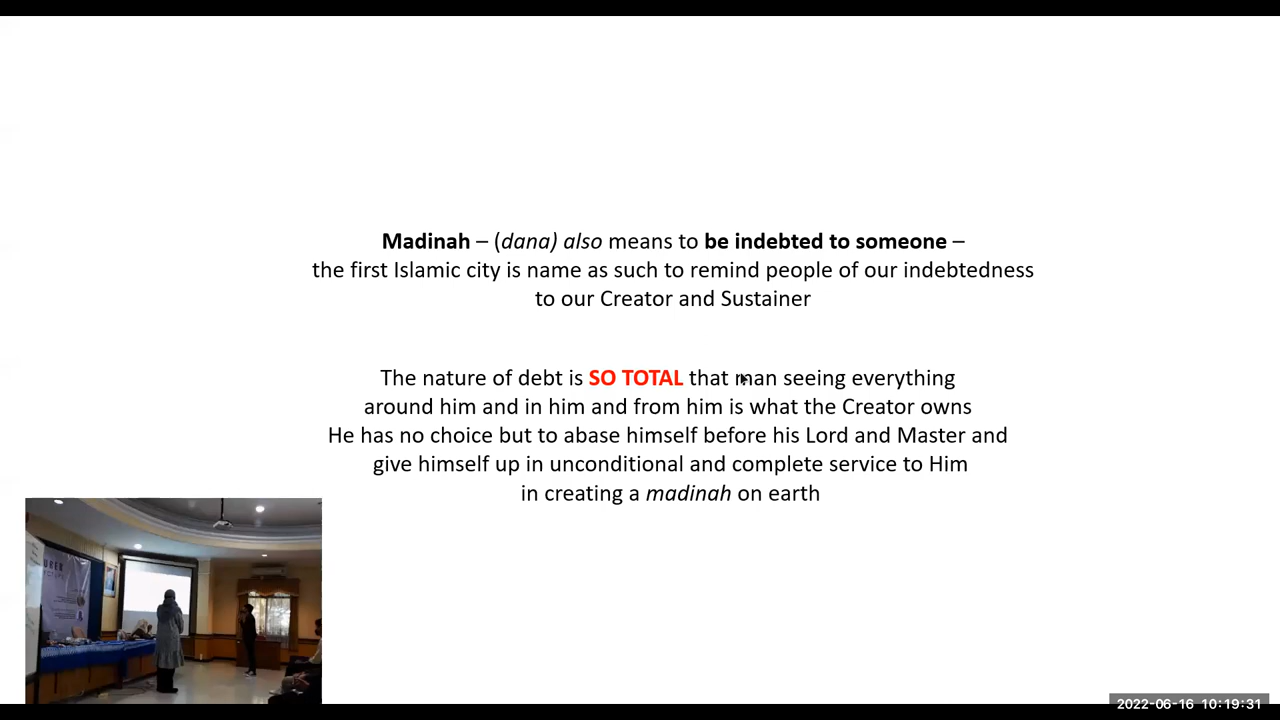 Madinah – (dana) also means to be indebted to someone –
the first Islamic city is name as such to remind people of our indebtedness
to our Creator and Sustainer
The nature of debt is SO TOTAL that man seeing everything
around him and in him and from him is what the Creator owns
He has no choice but to abase himself before his Lord and Master and
give himself up in unconditional and complete service to Him
in creating a madinah on earth
2022-06-16 10:19:31